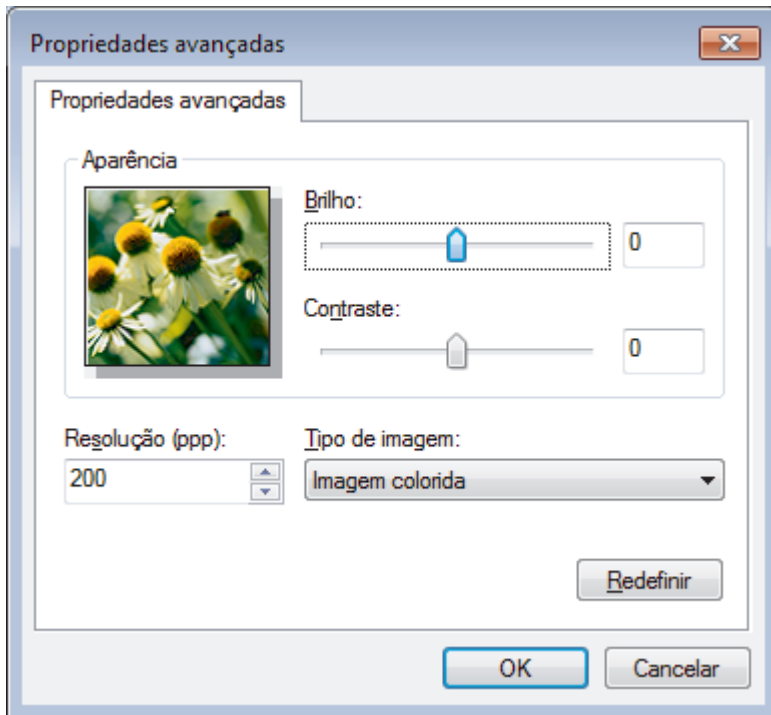 Propriedades avançadas
Propriedades avançadas
Aparência
Brilho:
0
Contraste:
0
Resolução (ppp):
200
Tipo de imagem:
Imagem colorida
Redefinir
OK
Cancelar